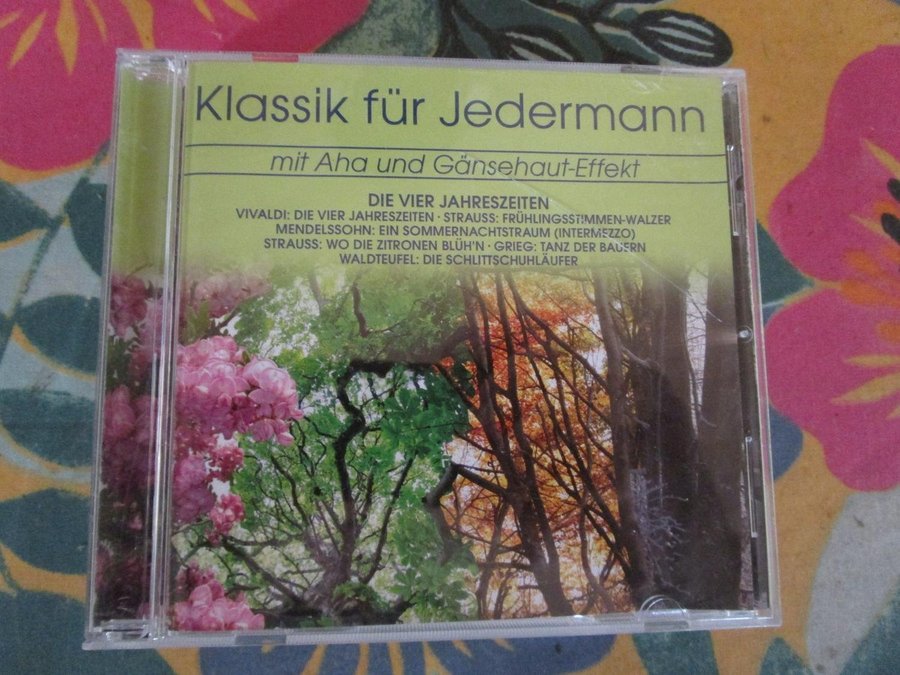 Klassik für Jedermann
mit Aha und Gänsehaut-Effekt
DIE VIER JAHRESZEITEN
VIVALDI: DIE VIER JAHRESZEITEN · STRAUSS: FRÜHLINGSSTIMMEN-WALZER
MENDELSSOHN: EIN SOMMERNACHTSTRAUM (INTERMEZZO)
STRAUSS: WO DIE ZITRONEN BLÜH'N · GRIEG: TANZ DER BAUERN
WALDTEUFEL: DIE SCHLITTSCHUHLÄUFER